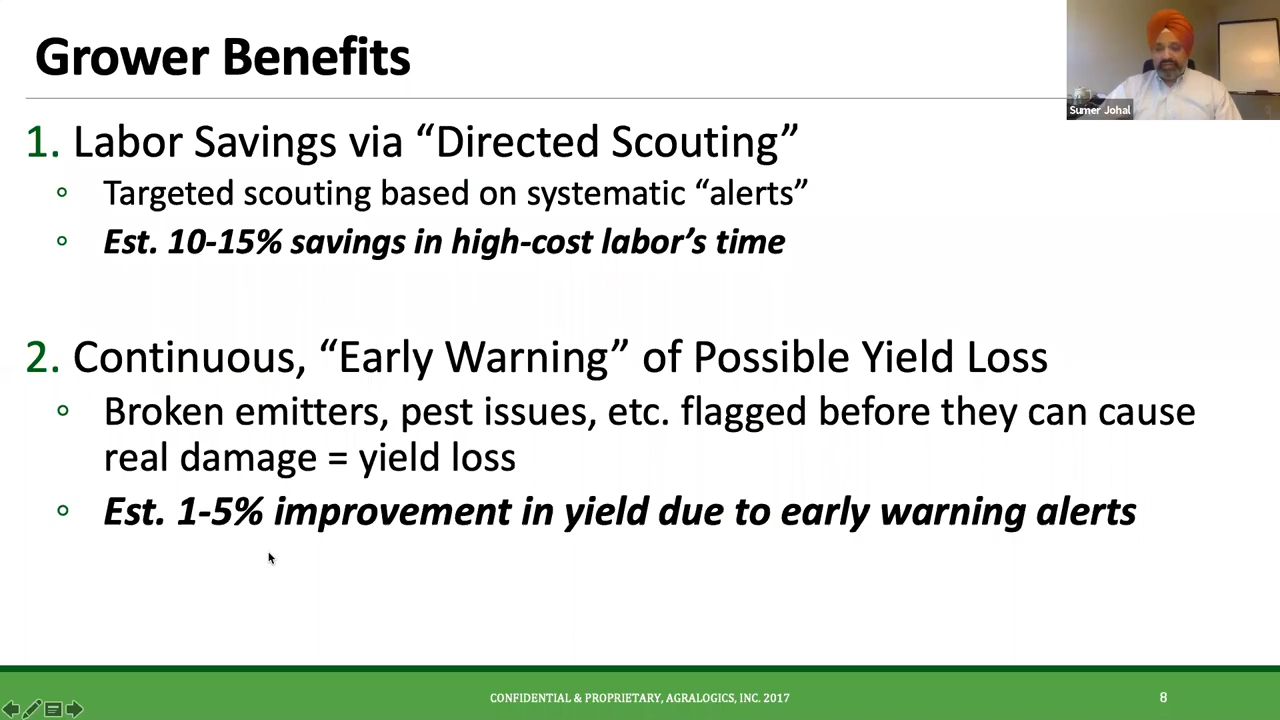 Grower Benefits
Sumer Johal
1. Labor Savings via “Directed Scouting”
Targeted scouting based on systematic “alerts”
Est. 10-15% savings in high-cost labor’s time
2. Continuous, “Early Warning” of Possible Yield Loss
Broken emitters, pest issues, etc. flagged before they can cause
real damage = yield loss
Est. 1-5% improvement in yield due to early warning alerts
CONFIDENTIAL & PROPRIETARY, AGRALOGICS, INC. 2017
8